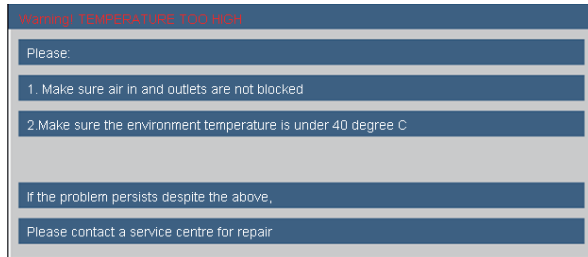 Warning! TEMPERATURE TOO HIGH
Please:
1. Make sure air in and outlets are not blocked
2.Make sure the environment temperature is under 40 degree C
If the problem persists despite the above,
Please contact a service centre for repair